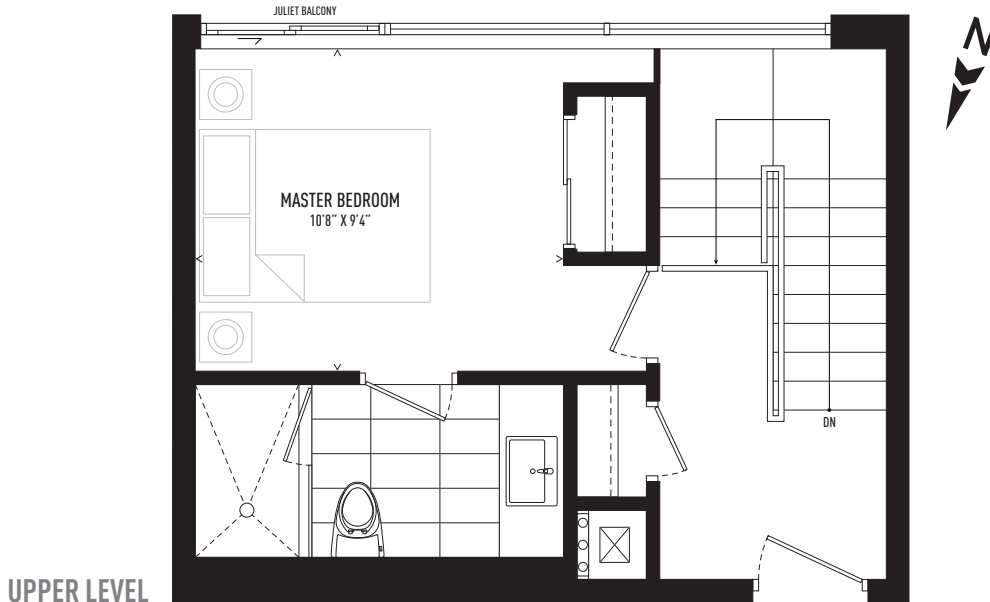 JULIET BALCONY
N
MASTER BEDROOM
10'8" X 9'4"
DN
UPPER LEVEL